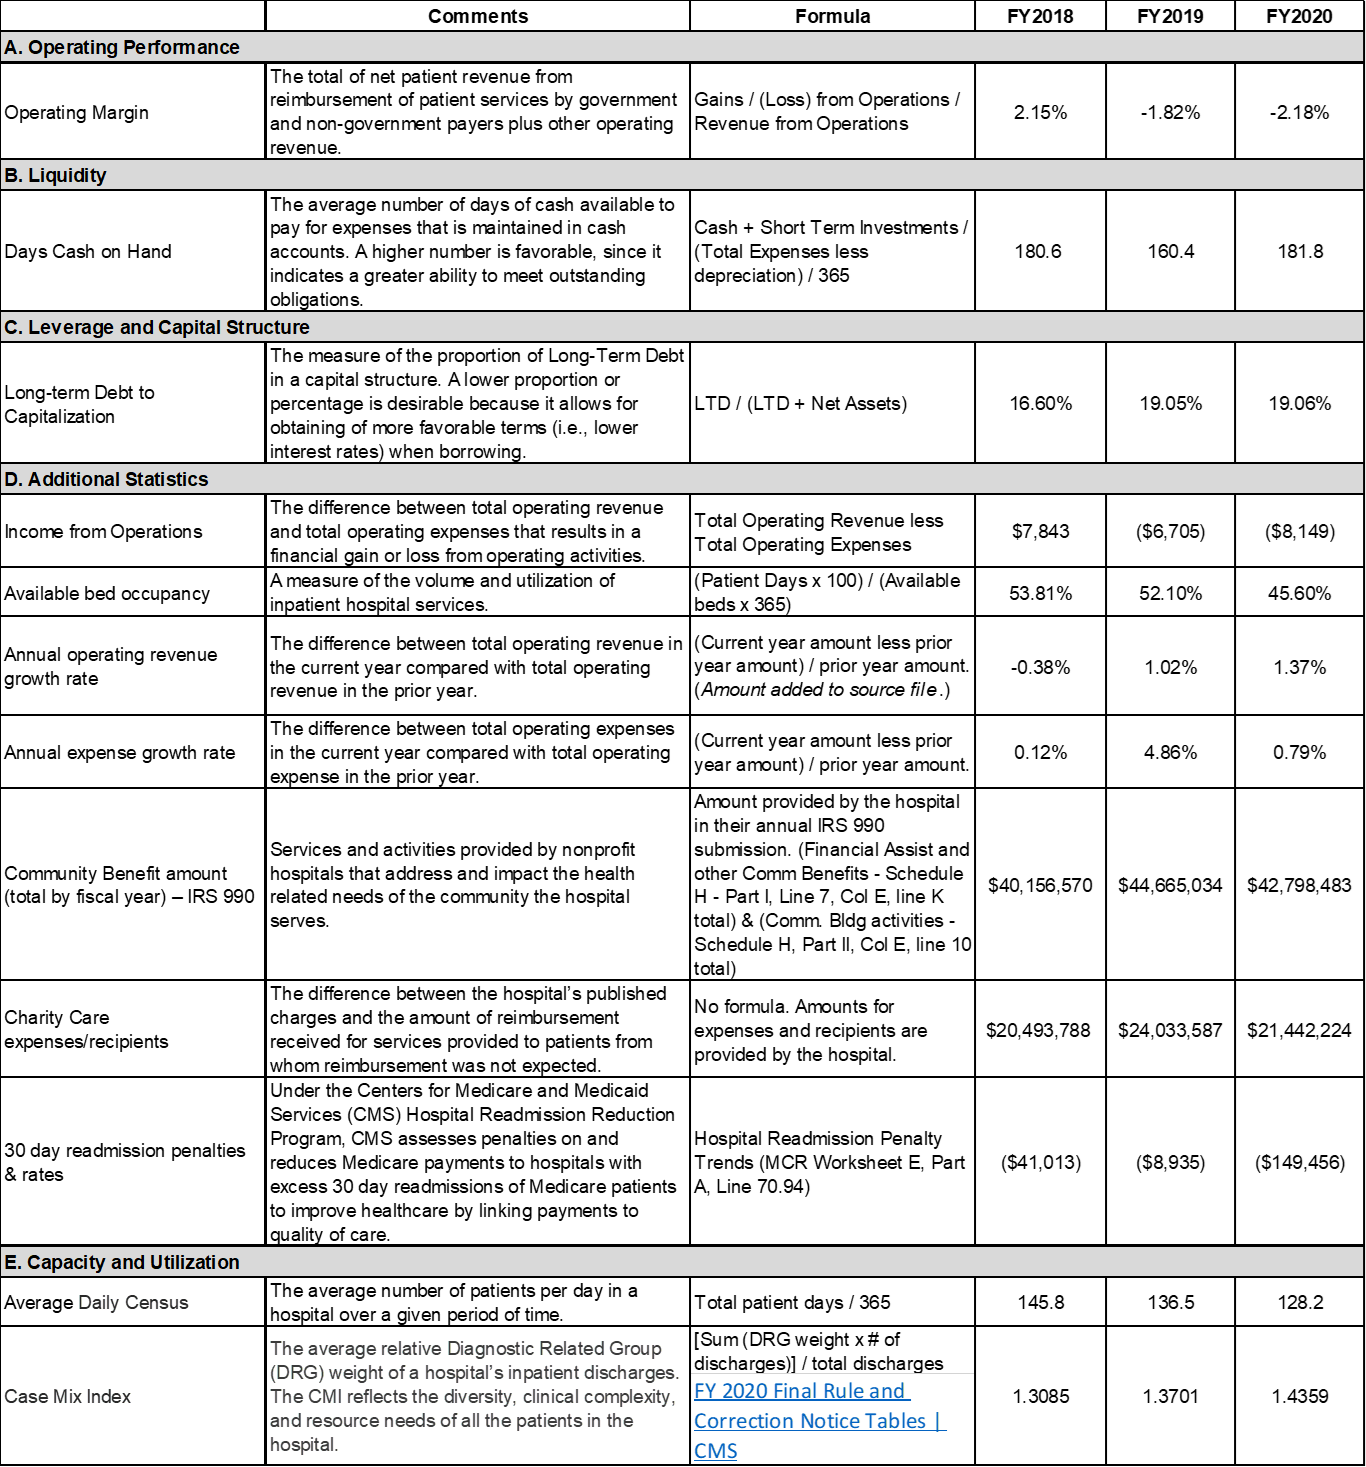 Comments Formula FY2018 FY2019 FY2020
A. Operating Performance
Operating Margin
The total of net patient revenue from
reimbursement of patient services by government
and non-government payers plus other operating
revenue.
Gains / (Loss) from Operations /
Revenue from Operations
2.15% -1.82% -2.18%
B. Liquidity
Days Cash on Hand
The average number of days of cash available to
pay for expenses that is maintained in cash
accounts. A higher number is favorable, since it
indicates a greater ability to meet outstanding
obligations.
Cash + Short Term Investments /
(Total Expenses less
depreciation) / 365
180.6 160.4 181.8
C. Leverage and Capital Structure
Long-term Debt to
Capitalization
The measure of the proportion of Long-Term Debt
in a capital structure. A lower proportion or
percentage is desirable because it allows for
obtaining of more favorable terms (i.e., lower
interest rates) when borrowing.
LTD / (LTD + Net Assets)
16.60% 19.05% 19.06%
D. Additional Statistics
Income from Operations
The difference between total operating revenue
and total operating expenses that results in a
financial gain or loss from operating activities.
Total Operating Revenue less
Total Operating Expenses
$7,843 ($6,705) ($8,149)
Available bed occupancy
A measure of the volume and utilization of
inpatient hospital services.
(Patient Days x 100) / (Available
beds x 365)
53.81% 52.10% 45.60%
Annual operating revenue
growth rate
The difference between total operating revenue in
the current year compared with total operating
revenue in the prior year.
(Current year amount less prior
year amount) / prior year amount.
(Amount added to source file.)
-0.38% 1.02% 1.37%
Annual expense growth rate
The difference between total operating expenses
in the current year compared with total operating
expense in the prior year.
(Current year amount less prior
year amount) / prior year amount.
0.12% 4.86% 0.79%
Community Benefit amount
(total by fiscal year) – IRS 990
Services and activities provided by nonprofit
hospitals that address and impact the health
related needs of the community the hospital
serves.
Amount provided by the hospital
in their annual IRS 990
submission. (Financial Assist and
other Comm Benefits - Schedule
H - Part I, Line 7, Col E, line K
total) & (Comm. Bldg activities -
Schedule H, Part II, Col E, line 10
total)
$40,156,570 $44,665,034 $42,798,483
Charity Care
expenses/recipients
The difference between the hospital's published
charges and the amount of reimbursement
received for services provided to patients from
whom reimbursement was not expected.
No formula. Amounts for
expenses and recipients are
provided by the hospital.
$20,493,788 $24,033,587 $21,442,224
30 day readmission penalties
& rates
Under the Centers for Medicare and Medicaid
Services (CMS) Hospital Readmission Reduction
Program, CMS assesses penalties on and
reduces Medicare payments to hospitals with
excess 30 day readmissions of Medicare patients
to improve healthcare by linking payments to
quality of care.
Hospital Readmission Penalty
Trends (MCR Worksheet E, Part
A, Line 70.94)
($41,013) ($8,935) ($149,456)
E. Capacity and Utilization
Average Daily Census
The average number of patients per day in a
hospital over a given period of time.
Total patient days / 365
145.8 136.5 128.2
Case Mix Index
The average relative Diagnostic Related Group
(DRG) weight of a hospital's inpatient discharges.
The CMI reflects the diversity, clinical complexity,
and resource needs of all the patients in the
hospital.
[Sum (DRG weight x # of
discharges)] / total discharges
FY 2020 Final Rule and
Correction Notice Tables |
CMS
1.3085 1.3701 1.4359